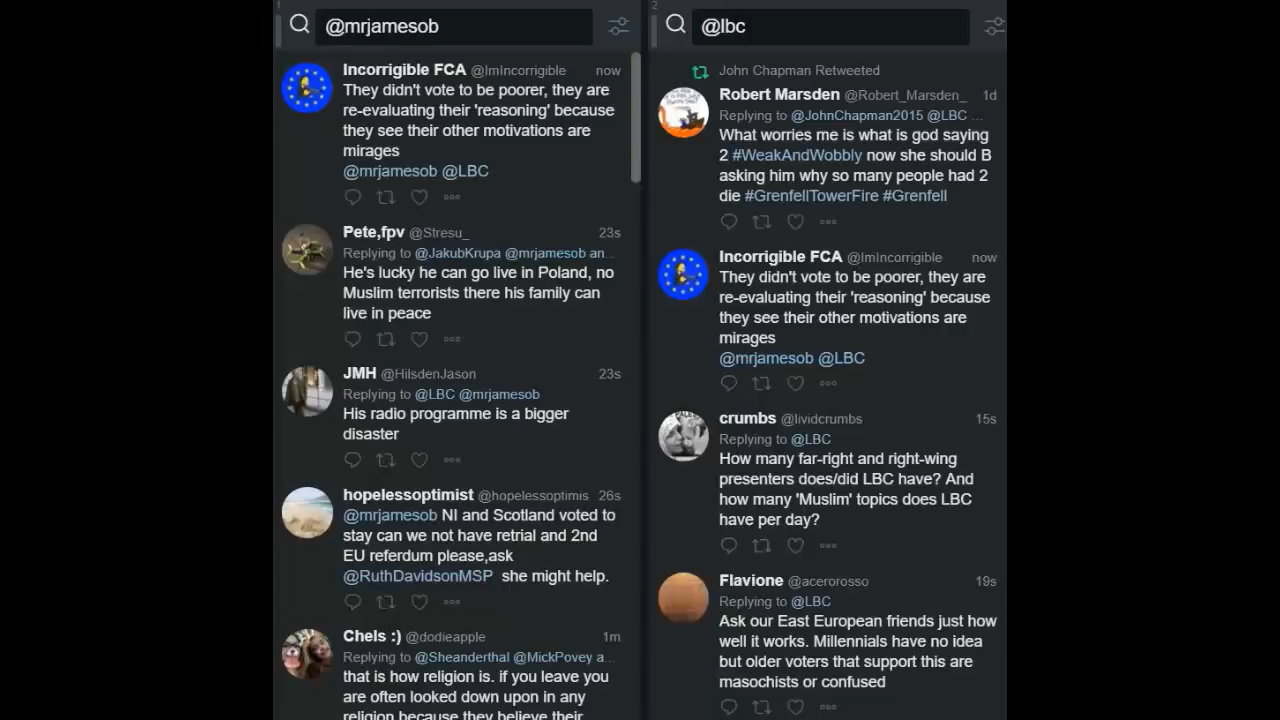 1
@mrjamesob
Incorrigible FCA @ImIncorrigible now
They didn't vote to be poorer, they are
re-evaluating their 'reasoning' because
they see their other motivations are
mirages
@mrjamesob @LBC
Pete,fpv @Stresu_ 23s
Replying to @JakubKrupa @mrjamesob an...
He's lucky he can go live in Poland, no
Muslim terrorists there his family can
live in peace
JMH @HilsdenJason 23s
Replying to @LBC @mrjamesob
His radio programme is a bigger
disaster
hopelessoptimist @hopelessoptimis 26s
@mrjamesob NI and Scotland voted to
stay can we not have retrial and 2nd
EU referdum please,ask
@RuthDavidsonMSP she might help.
Chels :) @dodieapple 1m
Replying to @Sheanderthal @MickPovey a...
that is how religion is. if you leave you
are often looked down upon in any
religion because they believe their
2
@lbc
John Chapman Retweeted
Robert Marsden @Robert_Marsden_ 1d
Replying to @JohnChapman2015 @LBC ...
What worries me is what is god saying
2 #WeakAndWobbly now she should B
asking him why so many people had 2
die #GrenfellTowerFire #Grenfell
Incorrigible FCA @ImIncorrigible now
They didn't vote to be poorer, they are
re-evaluating their 'reasoning' because
they see their other motivations are
mirages
@mrjamesob @LBC
crumbs @lividcrumbs 15s
Replying to @LBC
How many far-right and right-wing
presenters does/did LBC have? And
how many 'Muslim' topics does LBC
have per day?
Flavione @acerorosso 19s
Replying to @LBC
Ask our East European friends just how
well it works. Millennials have no idea
but older voters that support this are
masochists or confused